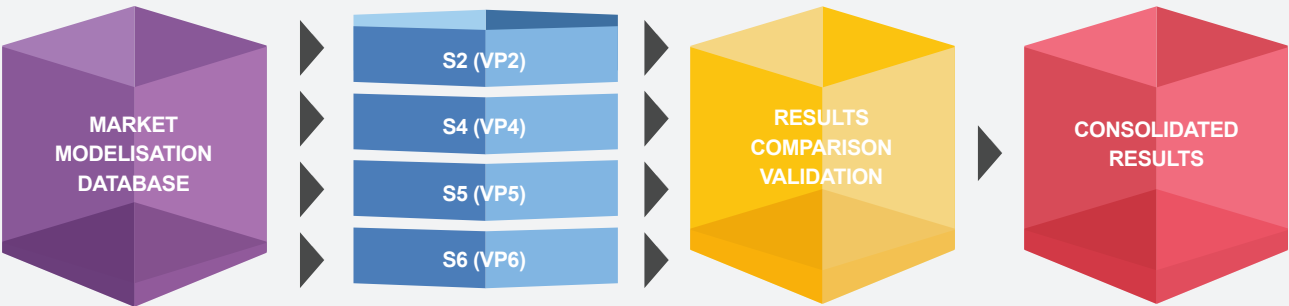 MARKET
MODELISATION
DATABASE
S2 (VP2)
S4 (VP4)
S5 (VP5)
S6 (VP6)
RESULTS
COMPARISON
VALIDATION
CONSOLIDATED
RESULTS